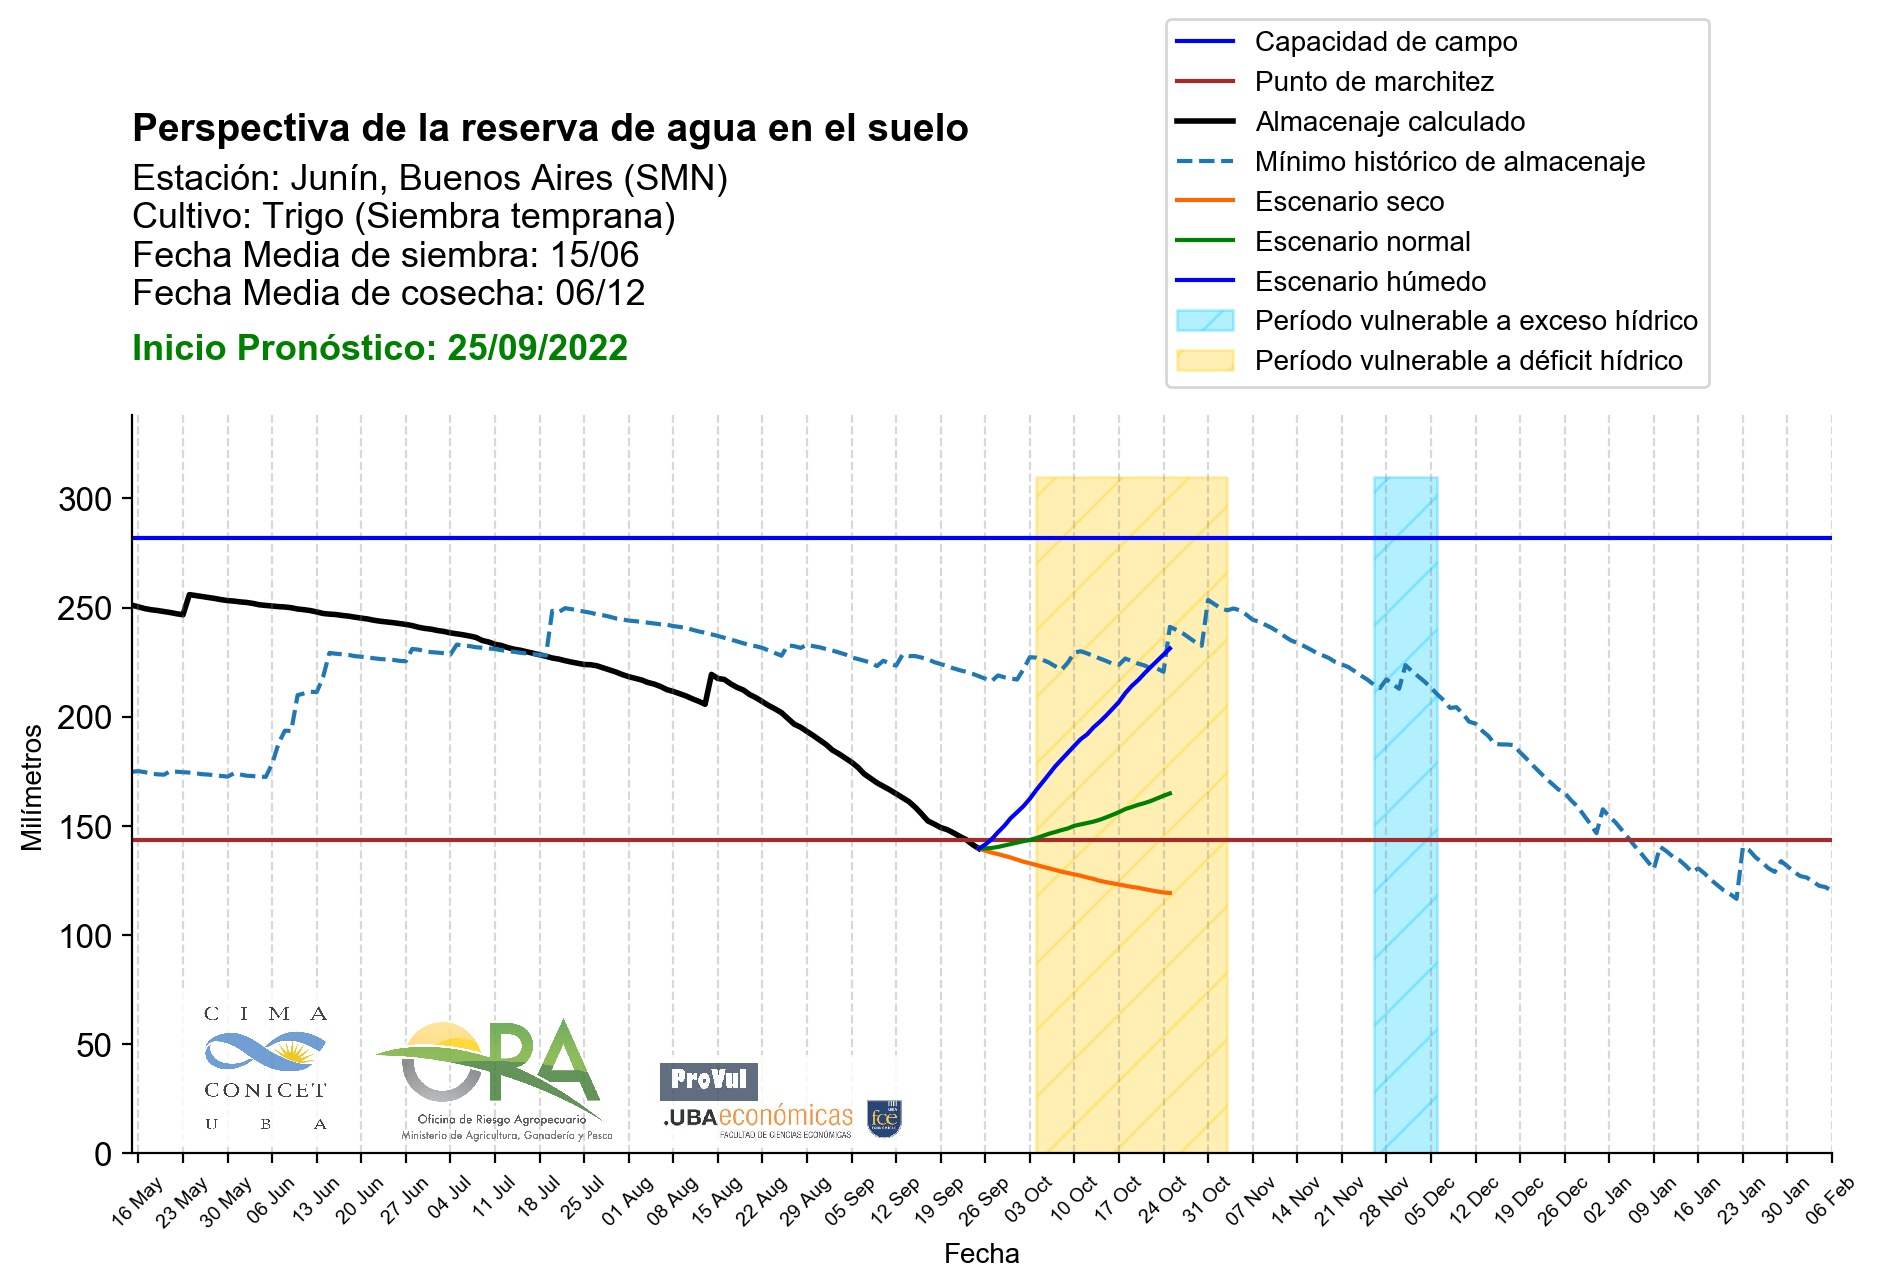 Capacidad de campo
Punto de marchitez
Almacenaje calculado
Mínimo histórico de almacenaje
Escenario seco
Escenario normal
Escenario húmedo
Período vulnerable a exceso hídrico
Período vulnerable a déficit hídrico
Perspectiva de la reserva de agua en el suelo
Estación: Junín, Buenos Aires (SMN)
Cultivo: Trigo (Siembra temprana)
Fecha Media de siembra: 15/06
Fecha Media de cosecha: 06/12
Inicio Pronóstico: 25/09/2022
300
250
200
150
100
50
0
Milímetros
CIMA
CONICET
UBA
ORA
Oficina de Riesgo Agropecuario
Ministerio de Agricultura, Ganadería y Pesca
ProVul
.UBAeconómicas
FACULTAD DE CIENCIAS ECONÓMICAS
fce
16 May
23 May
30 May
06 Jun
13 Jun
20 Jun
27 Jun
04 Jul
11 Jul
18 Jul
25 Jul
01 Aug
08 Aug
15 Aug
22 Aug
29 Aug
05 Sep
12 Sep
19 Sep
26 Sep
03 Oct
10 Oct
17 Oct
24 Oct
31 Oct
07 Nov
14 Nov
21 Nov
28 Nov
05 Dec
12 Dec
19 Dec
26 Dec
02 Jan
09 Jan
16 Jan
23 Jan
30 Jan
06 Feb
Fecha